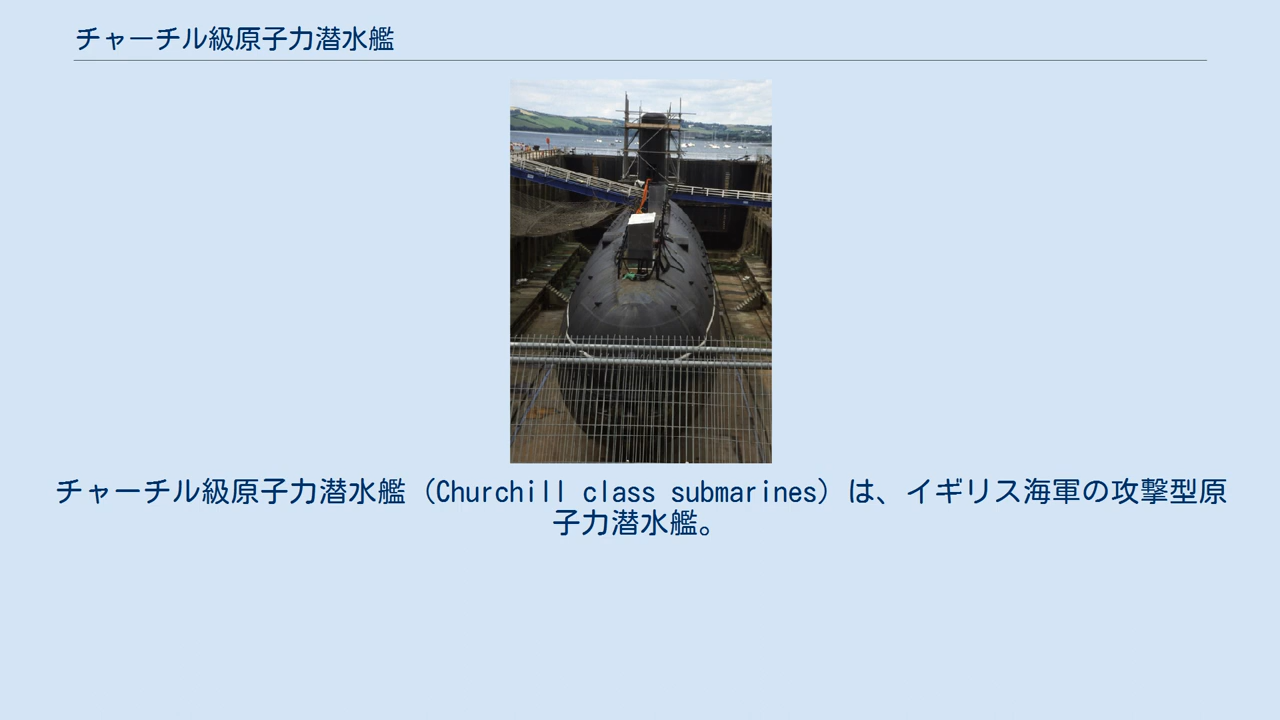 チャーチル級原子力潜水艦
チャーチル級原子力潜水艦（Churchill class submarines）は、イギリス海軍の攻撃型原
子力潜水艦。